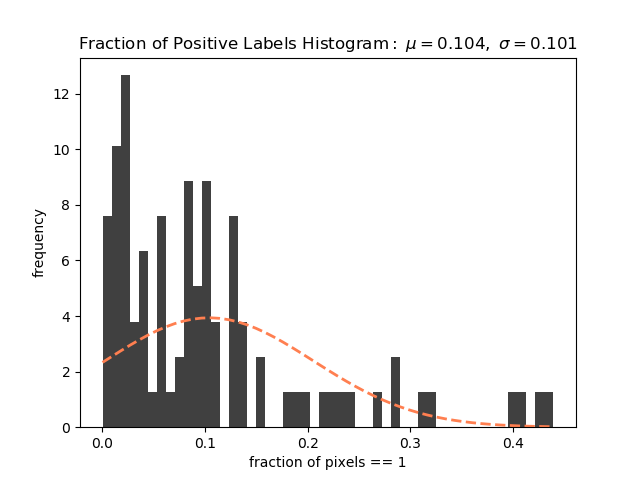 Fraction of Positive Labels Histogram: μ = 0.104, σ = 0.101
12
10
8
6
4
2
0
frequency
0.0 0.1 0.2 0.3 0.4
fraction of pixels == 1